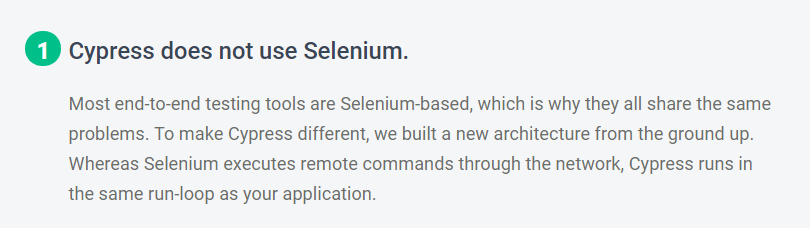 1 Cypress does not use Selenium.
Most end-to-end testing tools are Selenium-based, which is why they all share the same
problems. To make Cypress different, we built a new architecture from the ground up.
Whereas Selenium executes remote commands through the network, Cypress runs in
the same run-loop as your application.